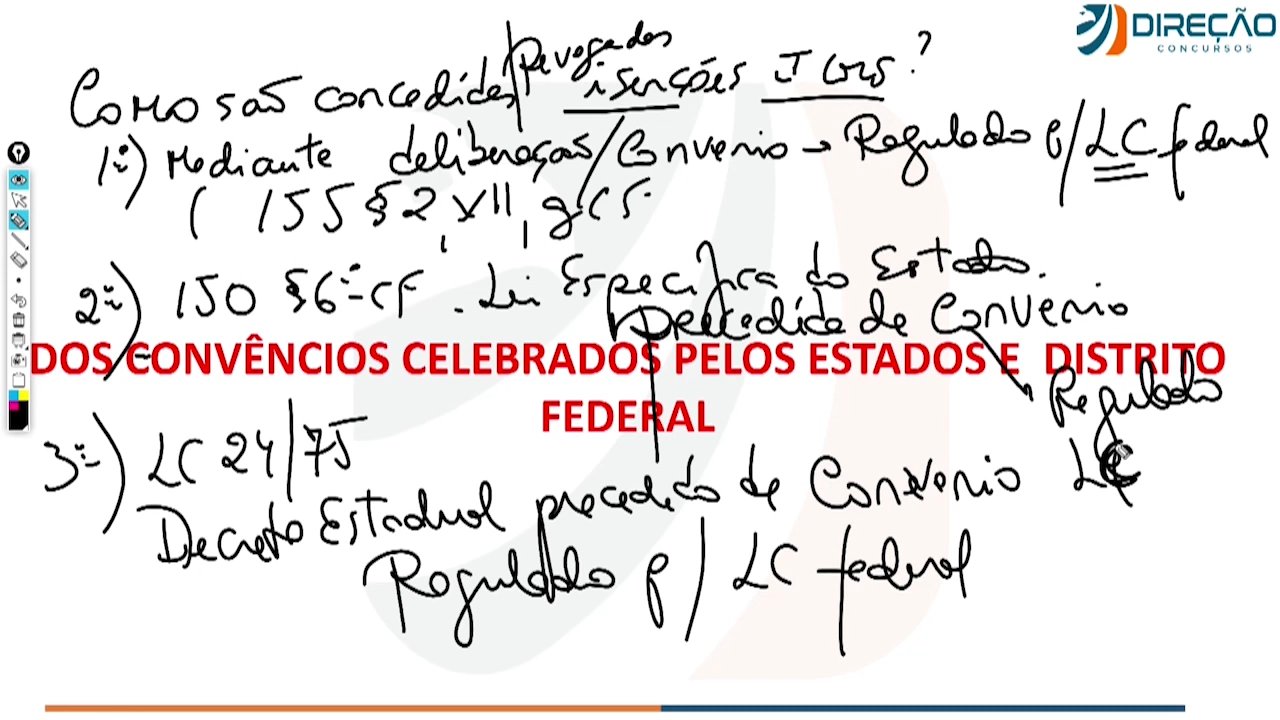 DIREÇÃO
CONCURSOS
Como são concedidas/Revogadas isenções ICMS?
1º) Mediante deliberação/Convenio → Regulado p/ LC federal
( 155 §2, XII, g CF
2º) 150 §6º CF. Lei Específica do Estado.
precedida de Convenio
Regulado
LC
DOS CONVÊNCIOS CELEBRADOS PELOS ESTADOS E DISTRITO
FEDERAL
3º) LC 24/75
Decreto Estadual precedido de Convenio
Regulado p/ LC federal